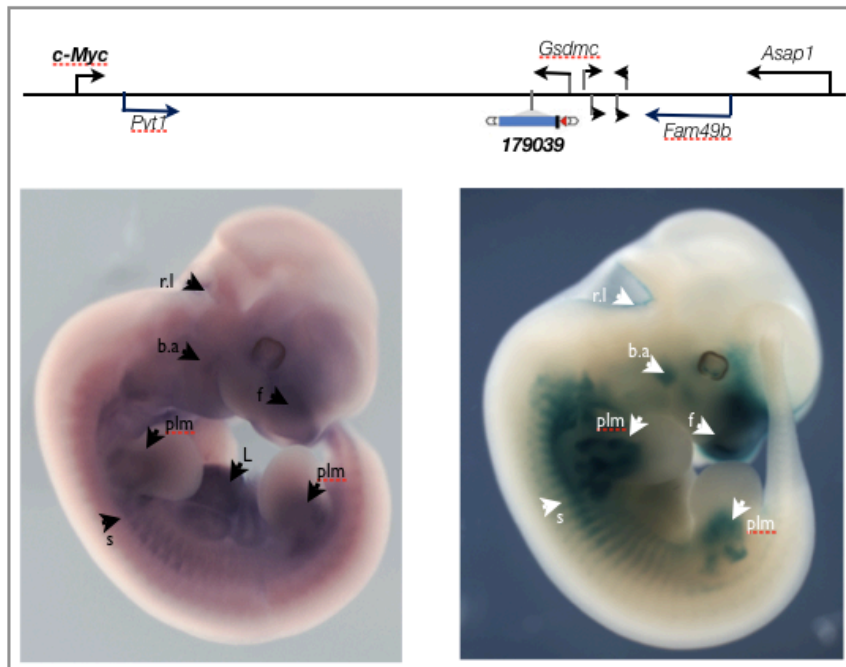 c-Myc
Gsdmc
Asap1
Pvt1
179039
Fam49b
r.l
b.a
f
plm
L
plm
s
r.l
b.a
plm
f
s
plm